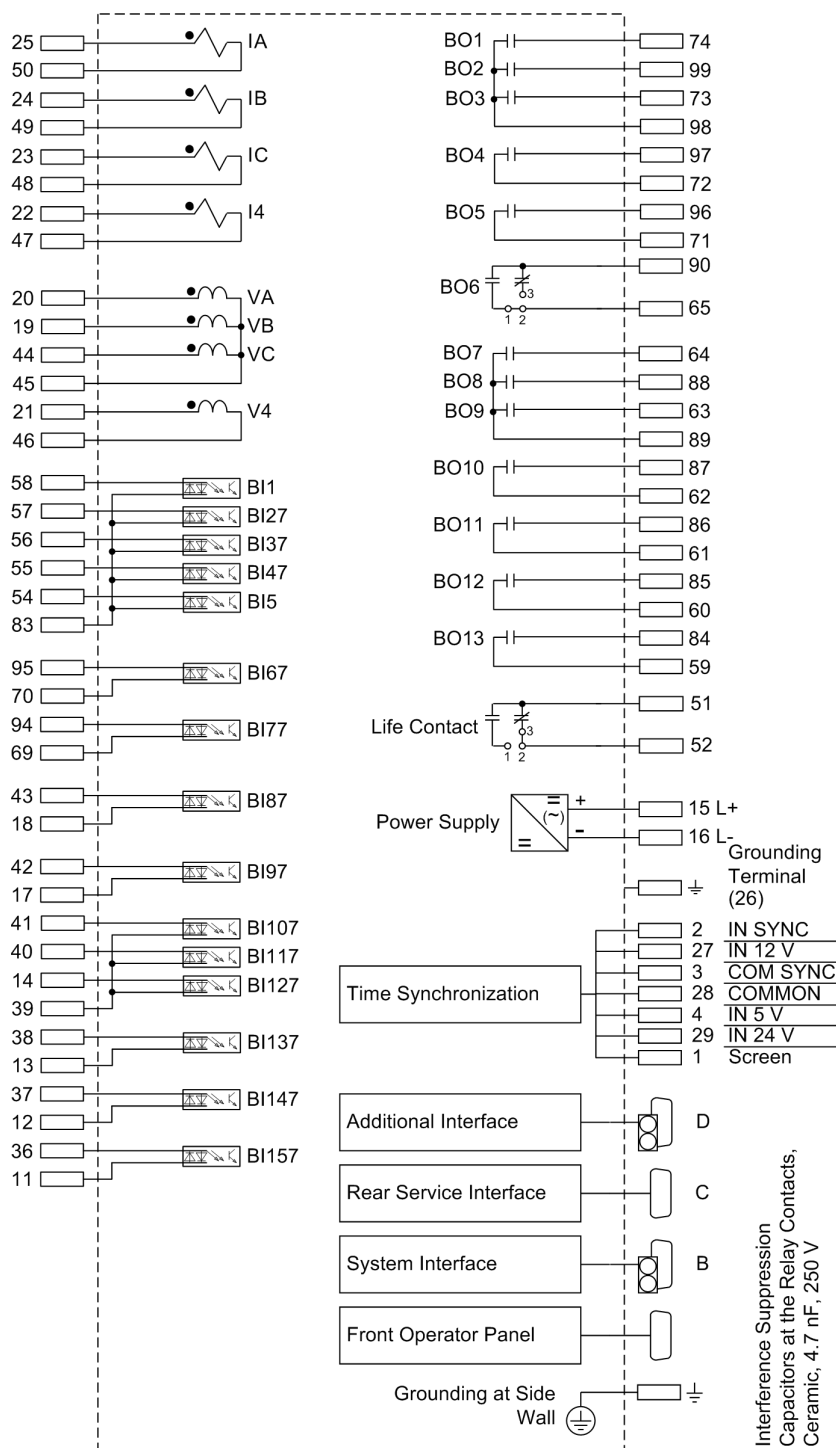 25 IA BO1 74
50 BO2 99
24 IB BO3 73
49 98
23 IC BO4 97
48 72
22 I4 BO5 96
47 71
90
BO6
3
20 VA 65
1 2
19 VB
44 VC BO7 64
45 BO8 88
21 V4 BO9 63
46 89
58 BI1 BO10 87
57 BI27 62
56 BI37 BO11 86
55 BI47 61
54 BI5 BO12 85
83 60
BO13 84
95 BI67 59
70
94 BI77 51
69 Life Contact 3
52
1 2
43 BI87 + 15 L+
18 Power Supply = (~) =
- 16 L-
42 BI97 Grounding
17 Terminal
(26)
41 BI107 2 IN SYNC
40 BI117 27 IN 12 V
14 BI127 3 COM SYNC
39 Time Synchronization 28 COMMON
38 BI137 4 IN 5 V
29 IN 24 V
13 1 Screen
37 BI147
12 Additional Interface D
36 BI157
11 Rear Service Interface C
System Interface B
Front Operator Panel
Grounding at Side
Wall
Interference Suppression
Capacitors at the Relay Contacts,
Ceramic, 4.7 nF, 250 V